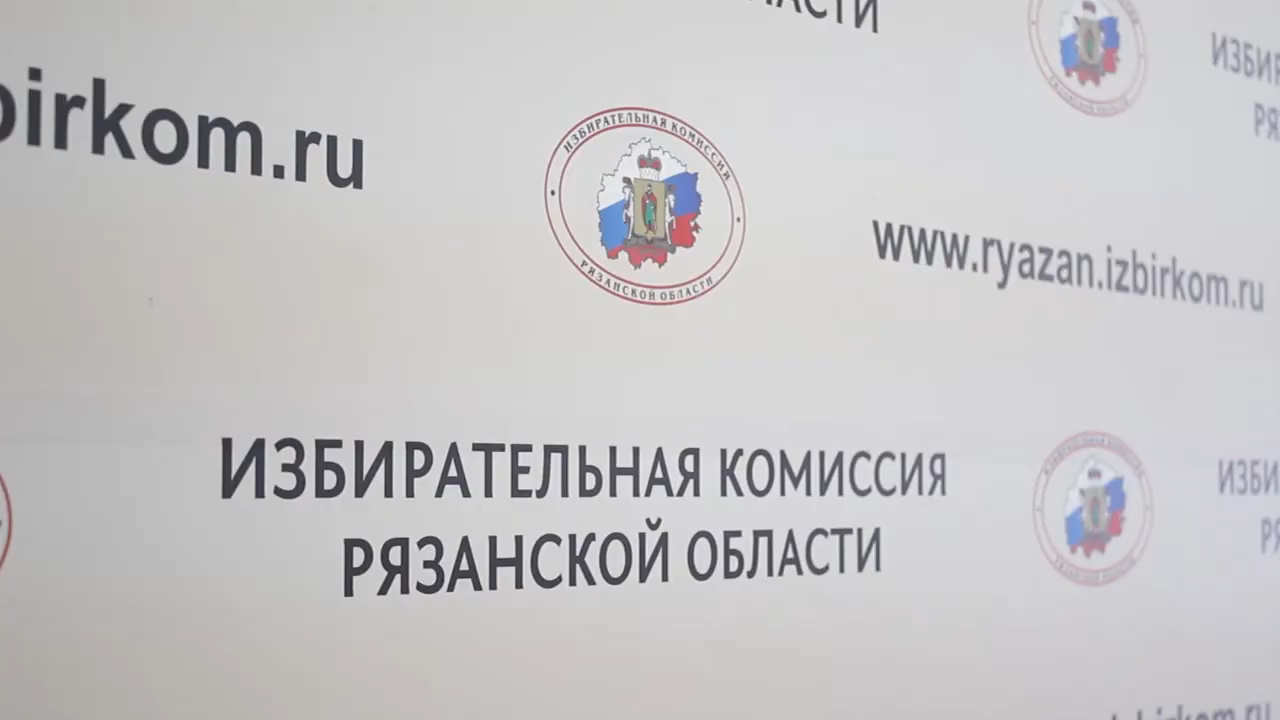 ОБЛАСТИ
birkom.ru
ИЗБИРАТЕЛЬНАЯ КОМИССИЯ
РЯЗАНСКОЙ ОБЛАСТИ
www.ryazan.izbirkom.ru
ИЗБИРАТЕЛЬНАЯ КОМИССИЯ
РЯЗАНСКОЙ ОБЛАСТИ